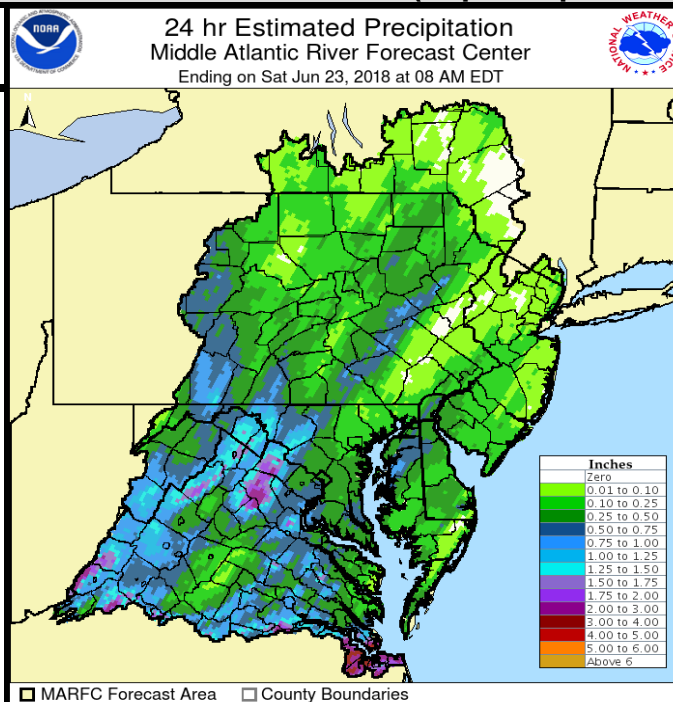 24 hr Estimated Precipitation
Middle Atlantic River Forecast Center
Ending on Sat Jun 23, 2018 at 08 AM EDT
NOAA
NATIONAL WEATHER
N
Inches
Zero
0.01 to 0.10
0.10 to 0.25
0.25 to 0.50
0.50 to 0.75
0.75 to 1.00
1.00 to 1.25
1.25 to 1.50
1.50 to 1.75
1.75 to 2.00
2.00 to 3.00
3.00 to 4.00
4.00 to 5.00
5.00 to 6.00
Above 6
MARFC Forecast Area
County Boundaries